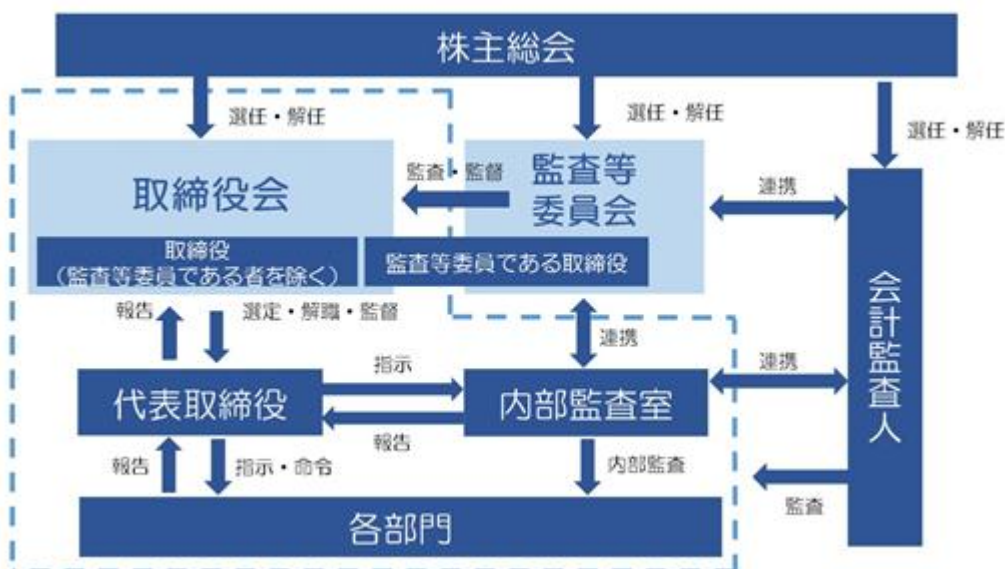 株主総会
選任・解任
選任・解任
選任・解任
取締役会
監査・監督
監査等
委員会
連携
取締役
(監査等委員である者を除く)
監査等委員である取締役
会計監査人
報告
選定・解職・監督
連携
代表取締役
指示
報告
内部監査室
連携
報告
指示・命令
内部監査
監査
各部門